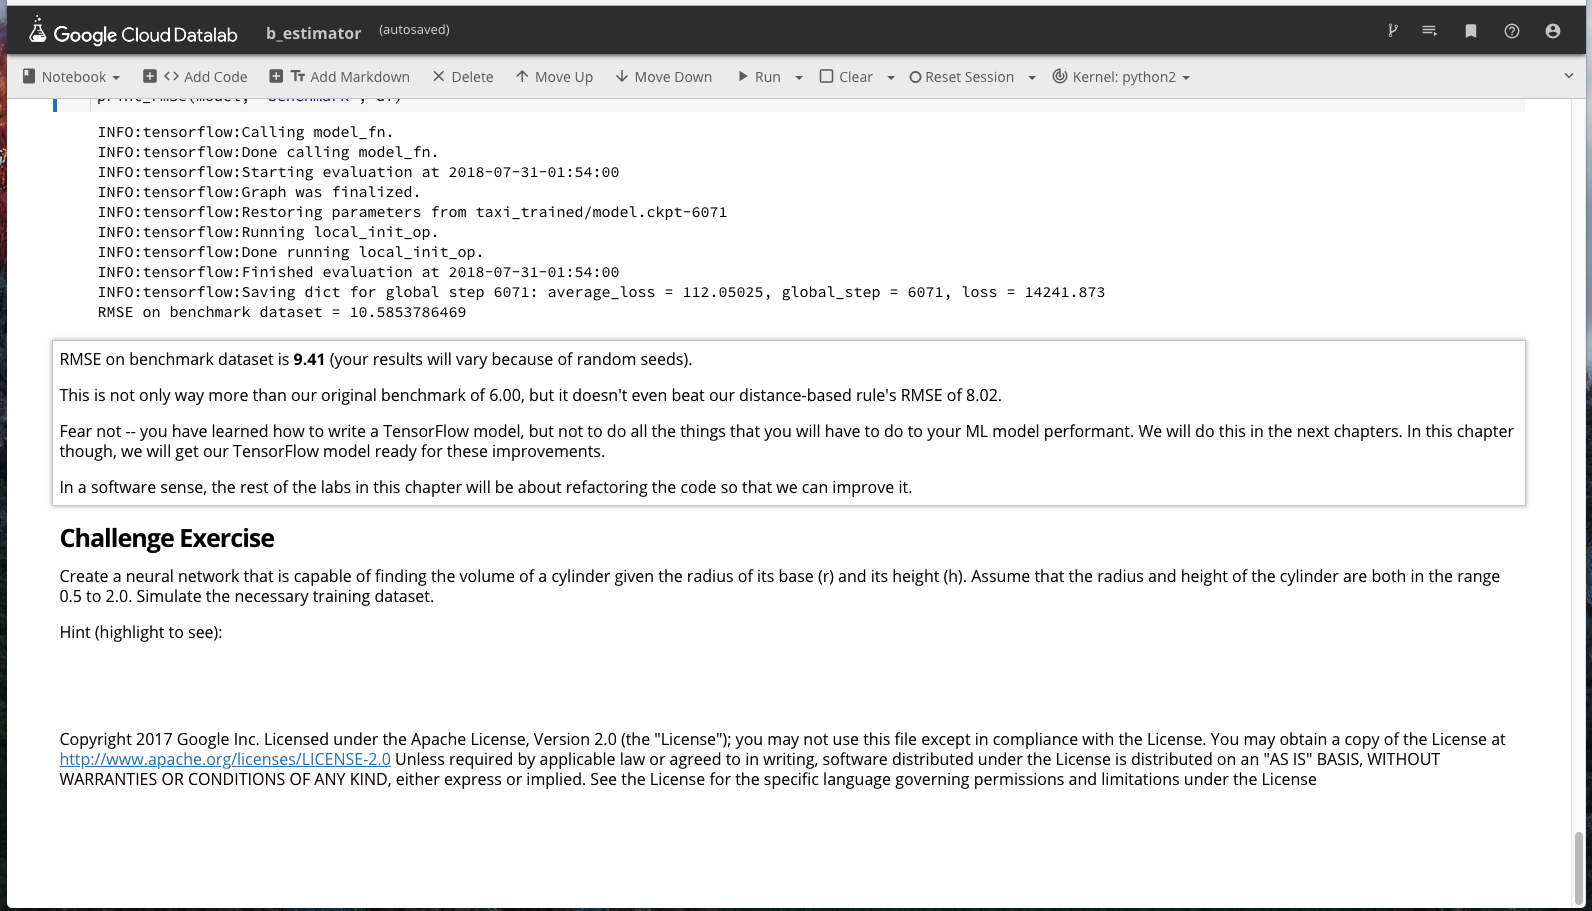 Google Cloud Datalab b_estimator (autosaved)
Notebook <> Add Code Tт Add Markdown Delete Move Up Move Down Run Clear Reset Session Kernel: python2
print_rmse(model, 'benchmark', df)
INFO:tensorflow:Calling model_fn.
INFO:tensorflow:Done calling model_fn.
INFO:tensorflow:Starting evaluation at 2018-07-31-01:54:00
INFO:tensorflow:Graph was finalized.
INFO:tensorflow:Restoring parameters from taxi_trained/model.ckpt-6071
INFO:tensorflow:Running local_init_op.
INFO:tensorflow:Done running local_init_op.
INFO:tensorflow:Finished evaluation at 2018-07-31-01:54:00
INFO:tensorflow:Saving dict for global step 6071: average_loss = 112.05025, global_step = 6071, loss = 14241.873
RMSE on benchmark dataset = 10.5853786469
RMSE on benchmark dataset is 9.41 (your results will vary because of random seeds).
This is not only way more than our original benchmark of 6.00, but it doesn't even beat our distance-based rule's RMSE of 8.02.
Fear not -- you have learned how to write a TensorFlow model, but not to do all the things that you will have to do to your ML model performant. We will do this in the next chapters. In this chapter
though, we will get our TensorFlow model ready for these improvements.
In a software sense, the rest of the labs in this chapter will be about refactoring the code so that we can improve it.
Challenge Exercise
Create a neural network that is capable of finding the volume of a cylinder given the radius of its base (r) and its height (h). Assume that the radius and height of the cylinder are both in the range
0.5 to 2.0. Simulate the necessary training dataset.
Hint (highlight to see):
Copyright 2017 Google Inc. Licensed under the Apache License, Version 2.0 (the "License"); you may not use this file except in compliance with the License. You may obtain a copy of the License at
http://www.apache.org/licenses/LICENSE-2.0 Unless required by applicable law or agreed to in writing, software distributed under the License is distributed on an "AS IS" BASIS, WITHOUT
WARRANTIES OR CONDITIONS OF ANY KIND, either express or implied. See the License for the specific language governing permissions and limitations under the License